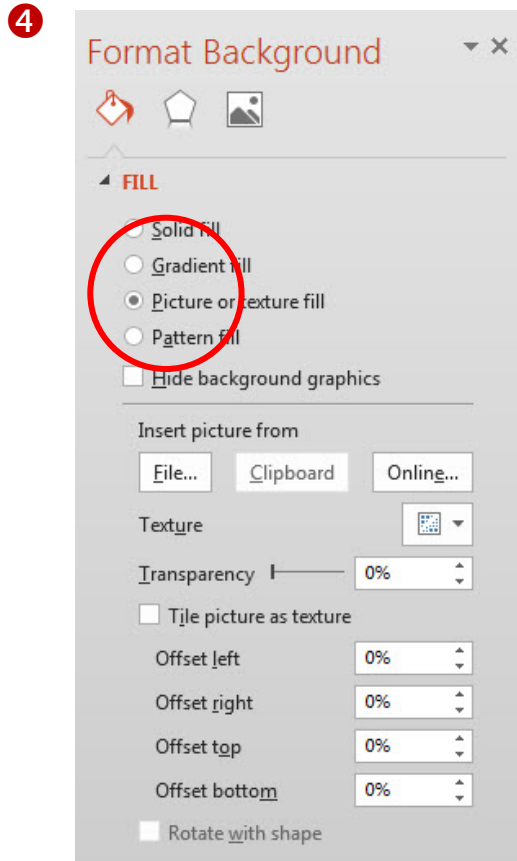 4
Format Background
FILL
Solid fill
Gradient fill
Picture or texture fill
Pattern fill
Hide background graphics
Insert picture from
File... Clipboard Online...
Texture
Transparency 0%
Tile picture as texture
Offset left 0%
Offset right 0%
Offset top 0%
Offset bottom 0%
Rotate with shape